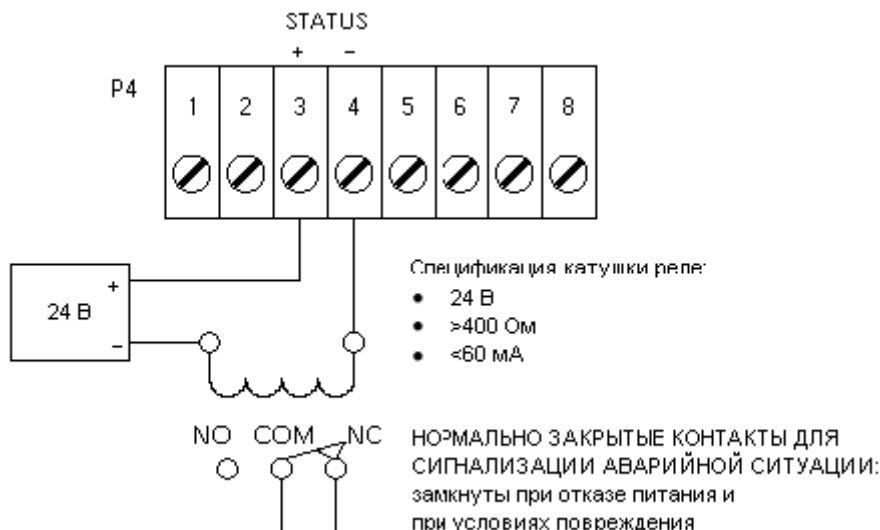 STATUS
+ −
P4
1 2 3 4 5 6 7 8
Спецификация катушки реле:
+
24 В
−
• 24 В
• >400 Ом
• <60 мА
NO COM NC
НОРМАЛЬНО ЗАКРЫТЫЕ КОНТАКТЫ ДЛЯ
СИГНАЛИЗАЦИИ АВАРИЙНОЙ СИТУАЦИИ:
замкнуты при отказе питания и
при условиях повреждения